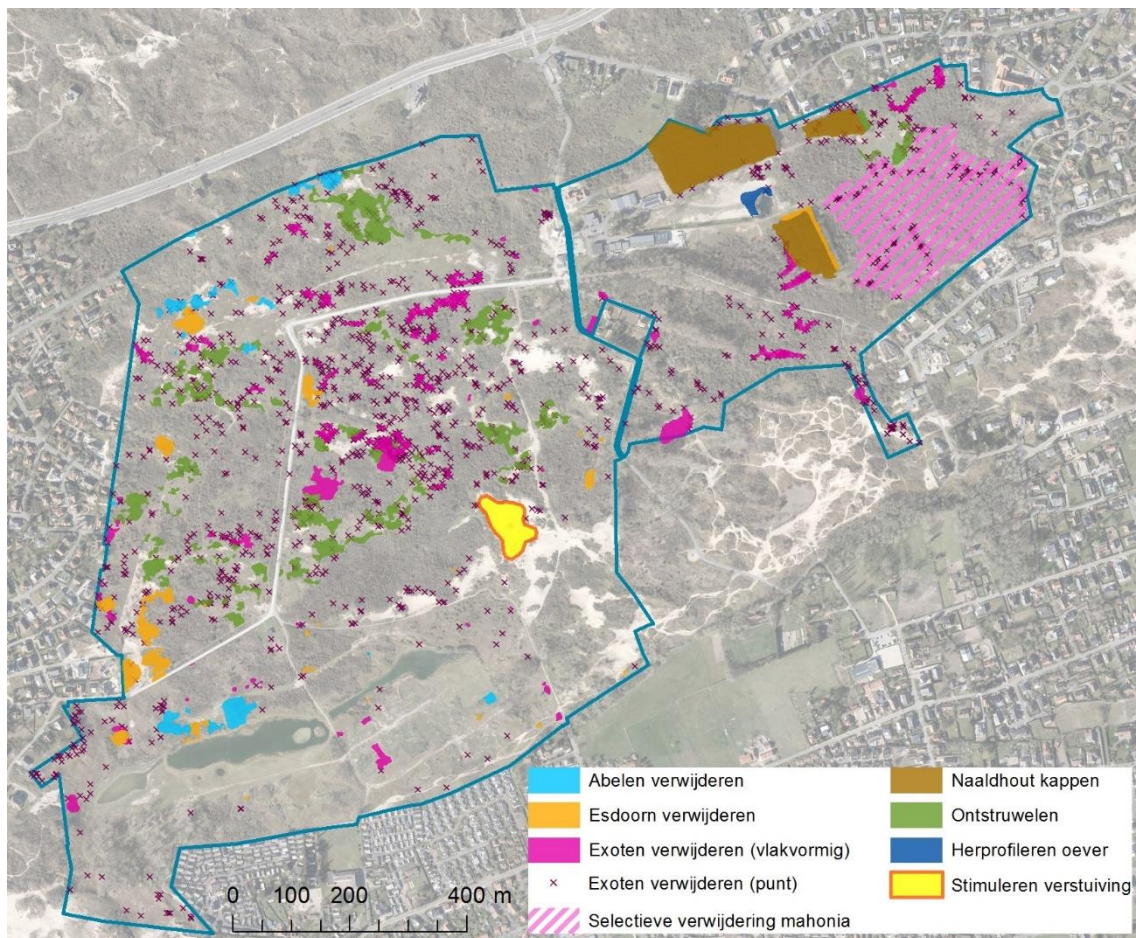 Abelen verwijderen
Esdoorn verwijderen
Exoten verwijderen (vlakvormig)
Exoten verwijderen (punt)
Selectieve verwijdering mahonia
Naaldhout kappen
Ontstruwelen
Herprofileren oever
Stimuleren verstuiving
0 100 200 400 m